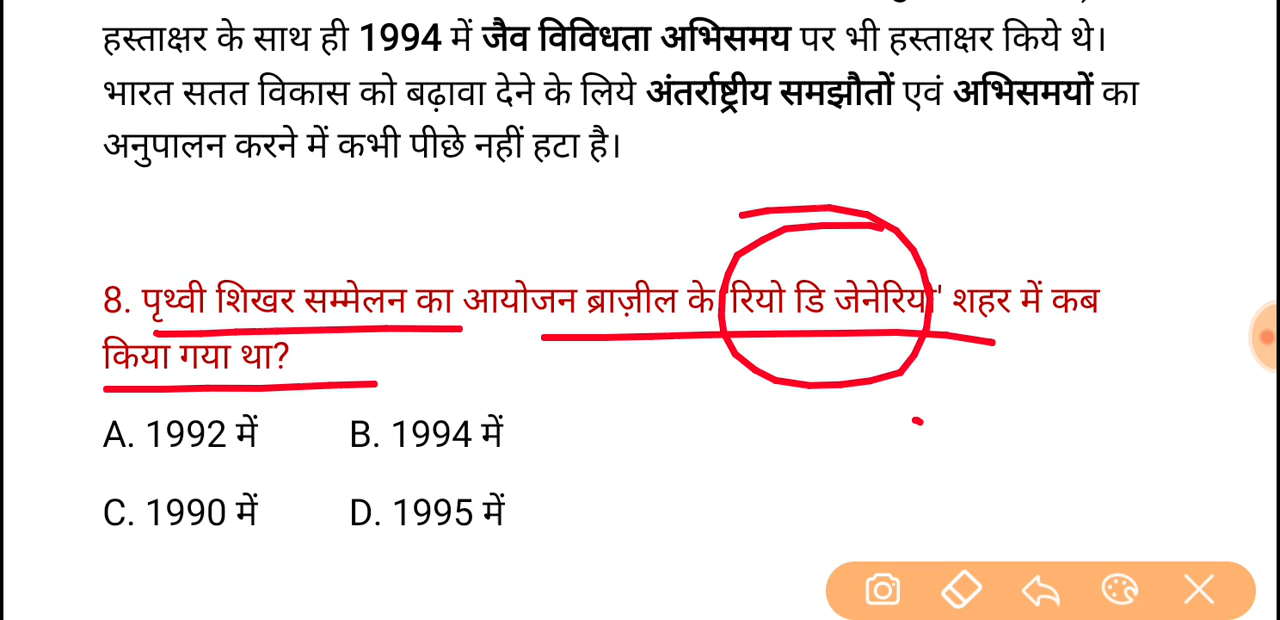 हस्ताक्षर के साथ ही 1994 में जैव विविधता अभिसमय पर भी हस्ताक्षर किये थे।
भारत सतत विकास को बढ़ावा देने के लिये अंतर्राष्ट्रीय समझौतों एवं अभिसमयों का
अनुपालन करने में कभी पीछे नहीं हटा है।
8. पृथ्वी शिखर सम्मेलन का आयोजन ब्राज़ील के 'रियो डि जेनेरियो' शहर में कब
किया गया था?
A. 1992 में B. 1994 में
C. 1990 में D. 1995 में